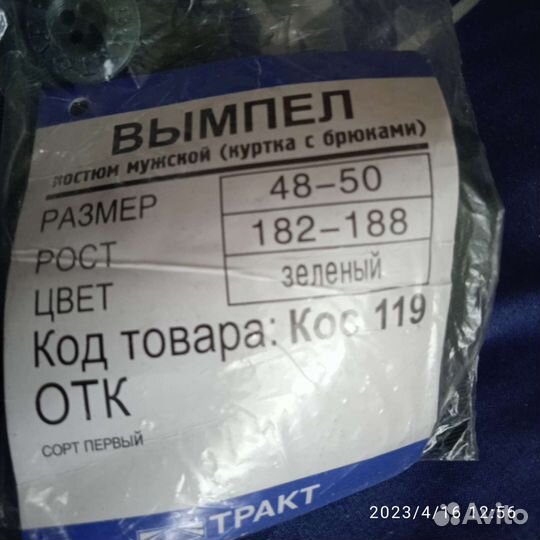 ВЫМПЕЛ
костюм мужской (куртка с брюками)
РАЗМЕР 48-50
РОСТ 182-188
ЦВЕТ зеленый
Код товара: Кос 119
ОТК
СОРТ ПЕРВЫЙ
ТРАКТ
2023/4/16 12:56
Avito